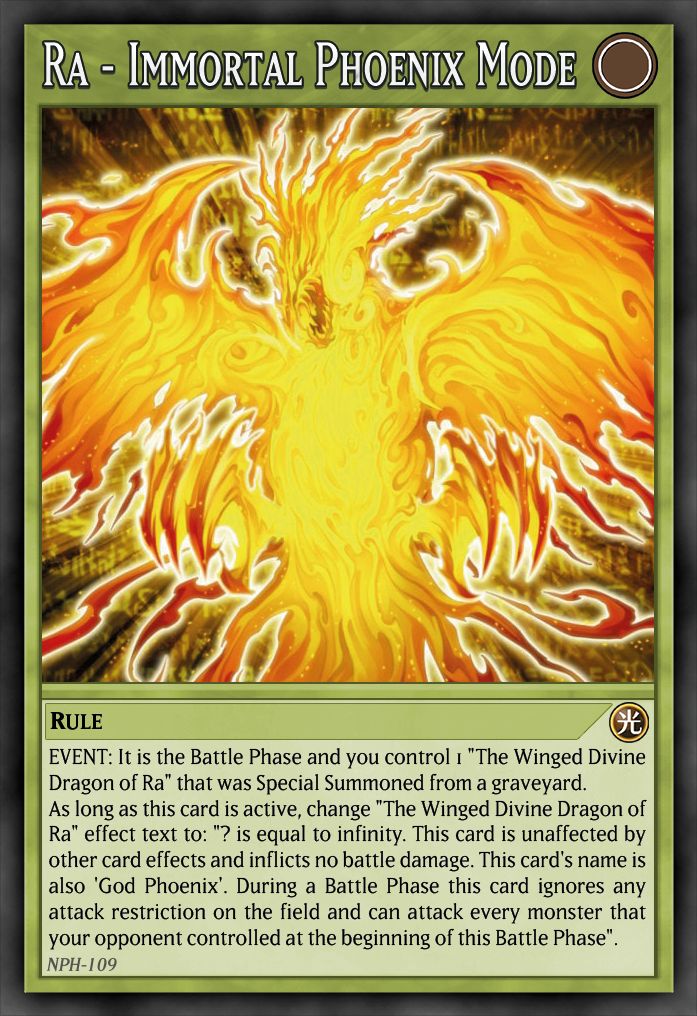 Ra - Immortal Phoenix Mode
Rule
光
EVENT: It is the Battle Phase and you control 1 "The Winged Divine
Dragon of Ra" that was Special Summoned from a graveyard.
As long as this card is active, change "The Winged Divine Dragon of
Ra" effect text to: "? is equal to infinity. This card is unaffected by
other card effects and inflicts no battle damage. This card's name is
also 'God Phoenix'. During a Battle Phase this card ignores any
attack restriction on the field and can attack every monster that
your opponent controlled at the beginning of this Battle Phase".
NPH-109